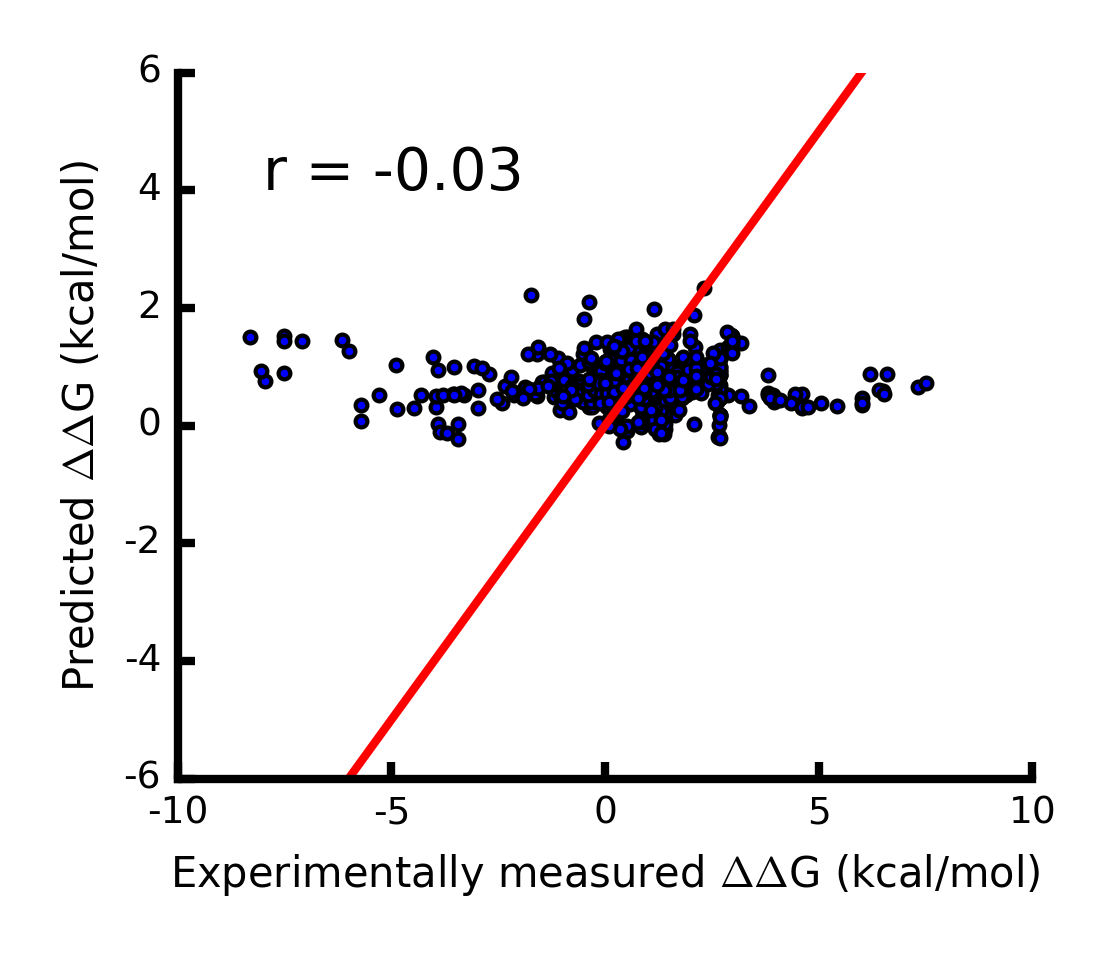 6
4
2
0
-2
-4
-6
r = -0.03
Predicted ΔΔG (kcal/mol)
-10 -5 0 5 10
Experimentally measured ΔΔG (kcal/mol)